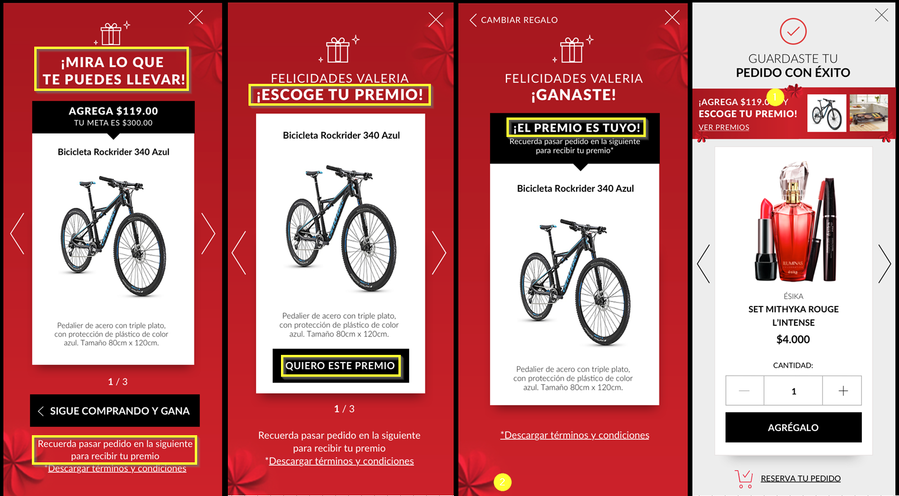 ¡MIRA LO QUE
TE PUEDES LLEVAR!
AGREGA $119.00
TU META ES $300.00
Bicicleta Rockrider 340 Azul
Pedalier de acero con triple plato,
con protección de plástico de color
azul. Tamaño 80cm x 120cm.
1 / 3
SIGUE COMPRANDO Y GANA
Recuerda pasar pedido en la siguiente
para recibir tu premio
*Descargar términos y condiciones
FELICIDADES VALERIA
¡ESCOGE TU PREMIO!
Bicicleta Rockrider 340 Azul
Pedalier de acero con triple plato,
con protección de plástico de color
azul. Tamaño 80cm x 120cm.
QUIERO ESTE PREMIO
1 / 3
Recuerda pasar pedido en la siguiente
para recibir tu premio
*Descargar términos y condiciones
CAMBIAR REGALO
FELICIDADES VALERIA
¡GANASTE!
¡EL PREMIO ES TUYO!
Recuerda pasar pedido en la siguiente
para recibir tu premio*
Bicicleta Rockrider 340 Azul
Pedalier de acero con triple plato,
con protección de plástico de color
azul. Tamaño 80cm x 120cm.
*Descargar términos y condiciones
2
GUARDASTE TU
PEDIDO CON ÉXITO
1
¡AGREGA $119.00 Y
ESCOGE TU PREMIO!
VER PREMIOS
ÉSIKA
SET MITHYKA ROUGE
L'INTENSE
$4.000
CANTIDAD:
1
AGRÉGALO
RESERVA TU PEDIDO